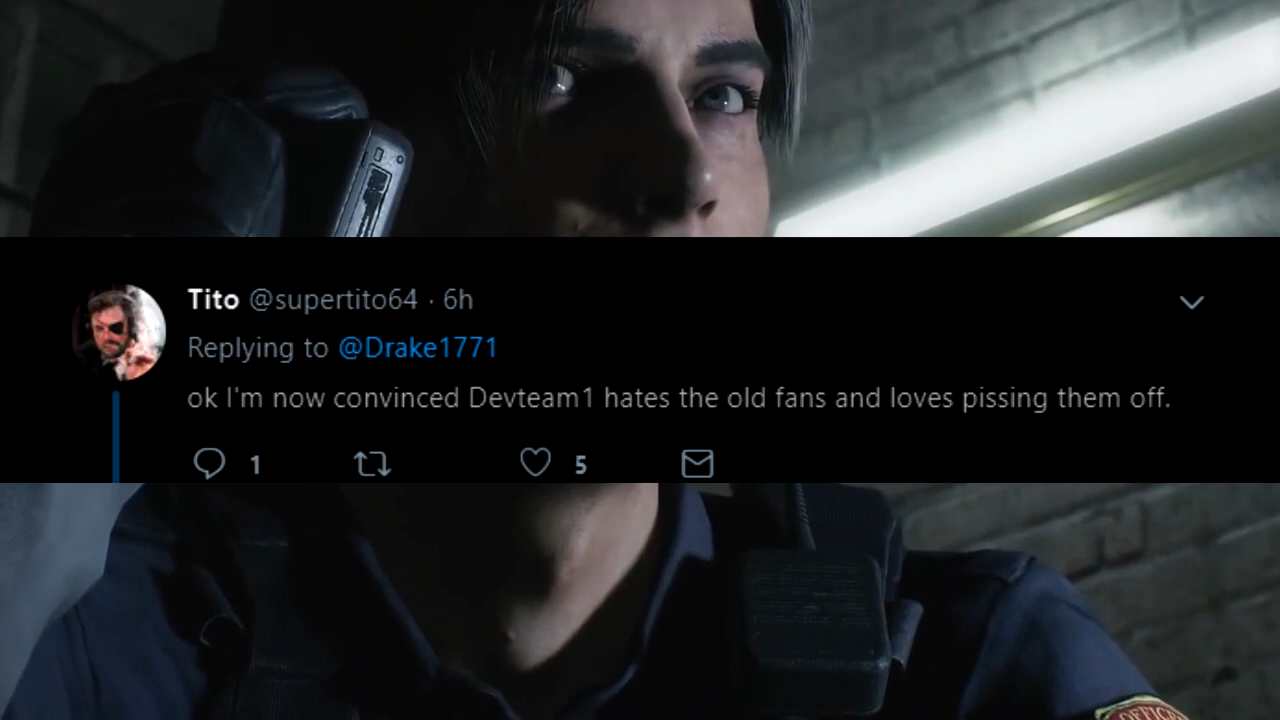 Tito @supertito64 · 6h
Replying to @Drake1771
ok I'm now convinced Devteam1 hates the old fans and loves pissing them off.
1 5